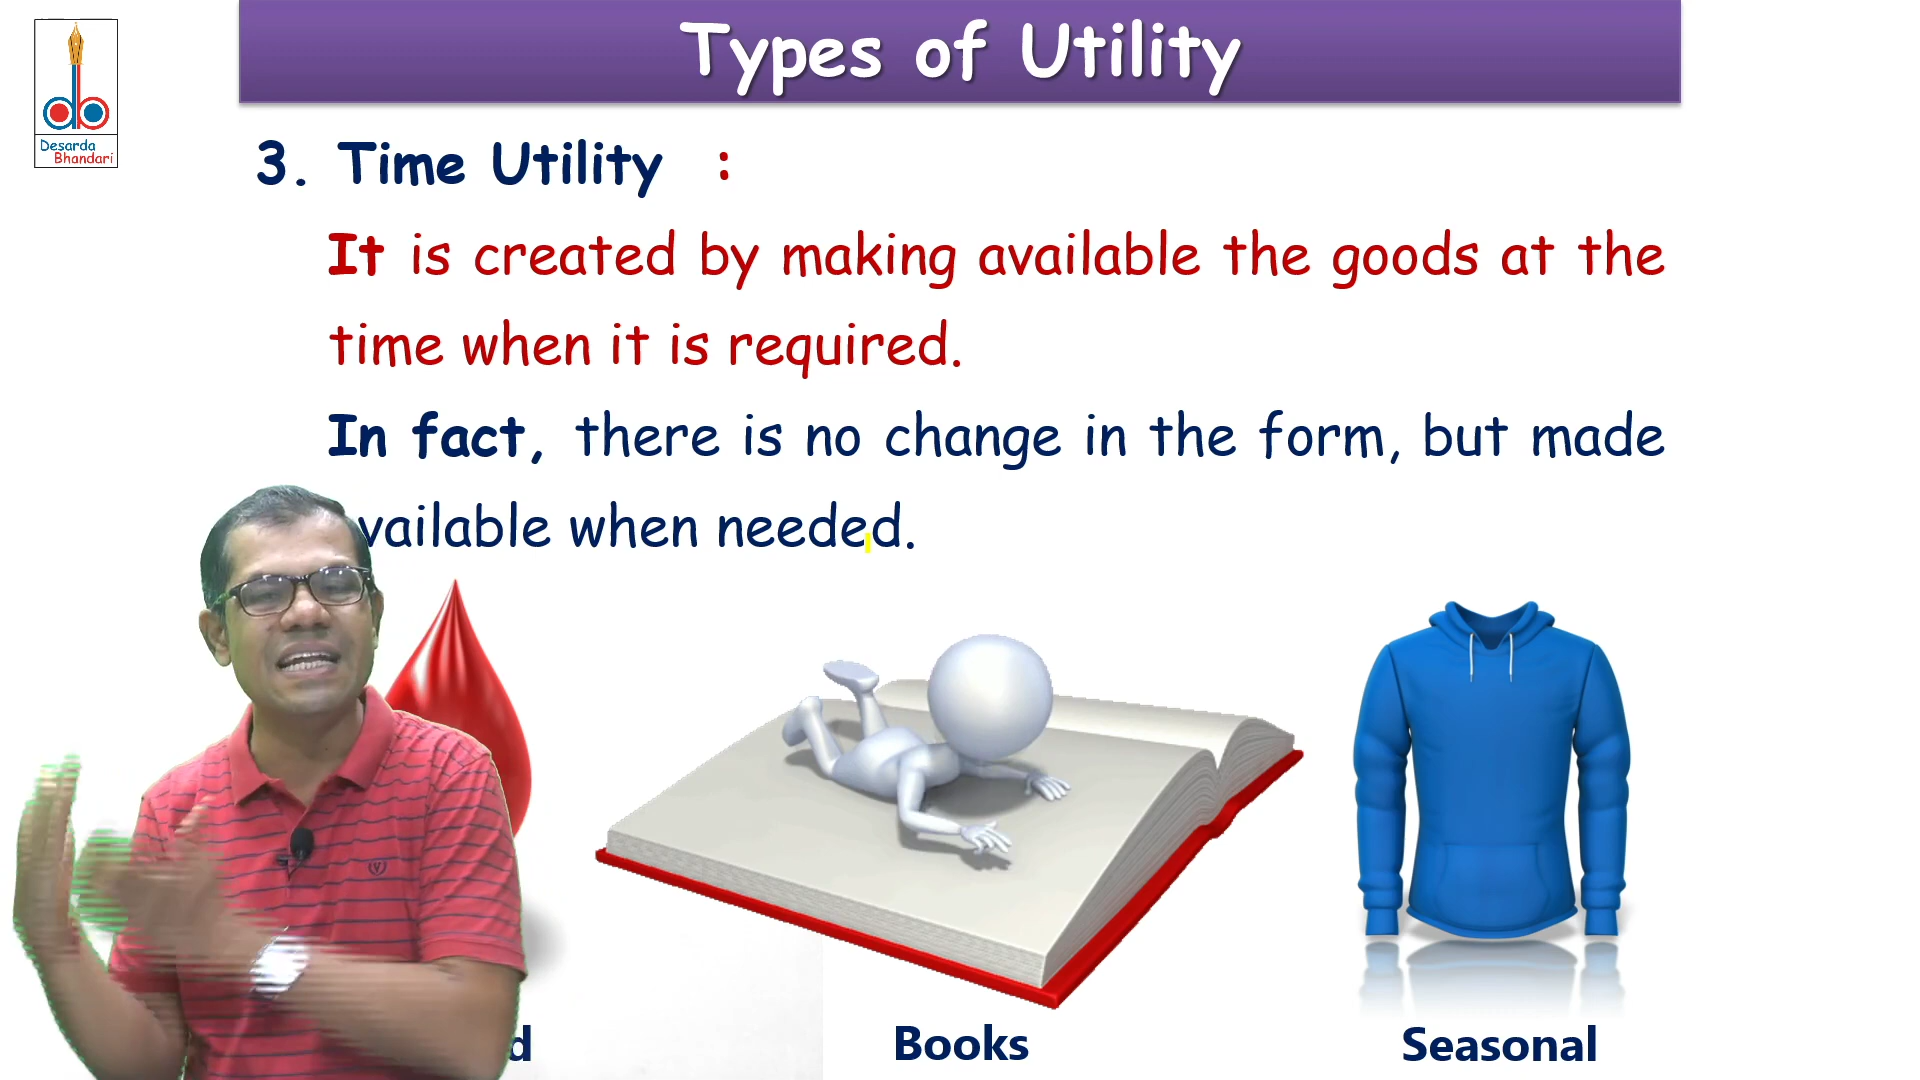 Types of Utility
Desarda
Bhandari
3. Time Utility :
It is created by making available the goods at the
time when it is required.
In fact, there is no change in the form, but made
vailable when needed.
Books
Seasonal